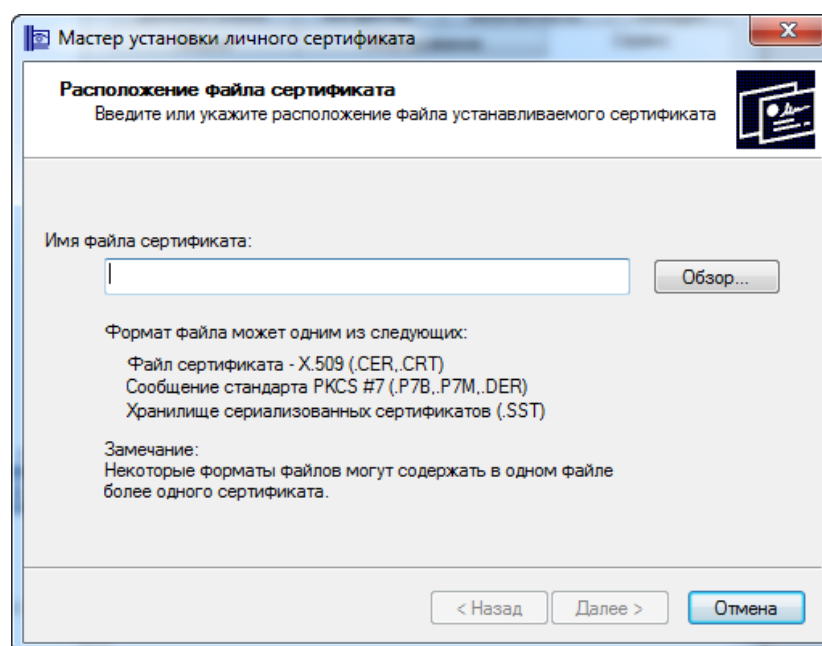 Мастер установки личного сертификата
Расположение файла сертификата
Введите или укажите расположение файла устанавливаемого сертификата
Имя файла сертификата:
Обзор...
Формат файла может одним из следующих:
Файл сертификата - X.509 (.CER,.CRT)
Сообщение стандарта PKCS #7 (.P7B,.P7M,.DER)
Хранилище сериализованных сертификатов (.SST)
Замечание:
Некоторые форматы файлов могут содержать в одном файле
более одного сертификата.
< Назад Далее > Отмена